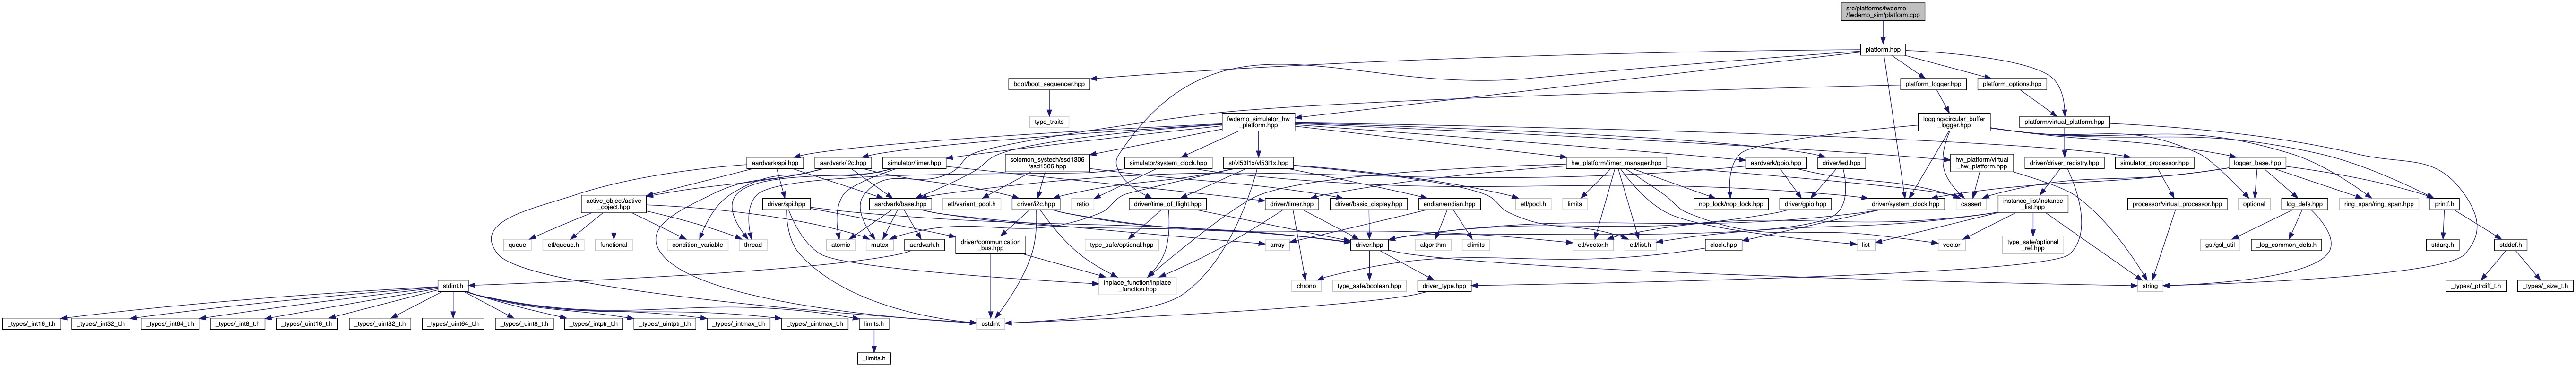 src/platforms/fwdemo
/fwdemo_sim/platform.cpp
platform.hpp
boot/boot_sequencer.hpp
platform_logger.hpp
platform_options.hpp
type_traits
fwdemo_simulator_hw
_platform.hpp
logging/circular_buffer
_logger.hpp
platform/virtual_platform.hpp
aardvark/spi.hpp
aardvark/i2c.hpp
simulator/timer.hpp
solomon_systech/ssd1306
/ssd1306.hpp
simulator/system_clock.hpp
st/vl53l1x/vl53l1x.hpp
hw_platform/timer_manager.hpp
aardvark/gpio.hpp
driver/led.hpp
hw_platform/virtual
_hw_platform.hpp
driver/driver_registry.hpp
simulator_processor.hpp
logger_base.hpp
active_object/active
_object.hpp
driver/spi.hpp
aardvark/base.hpp
etl/variant_pool.h
driver/i2c.hpp
ratio
driver/time_of_flight.hpp
driver/timer.hpp
driver/basic_display.hpp
endian/endian.hpp
etl/pool.h
limits
nop_lock/nop_lock.hpp
driver/gpio.hpp
driver/system_clock.hpp
cassert
instance_list/instance
_list.hpp
processor/virtual_processor.hpp
optional
log_defs.hpp
ring_span/ring_span.hpp
printf.h
queue
etl/queue.h
functional
condition_variable
thread
atomic
mutex
aardvark.h
driver/communication
_bus.hpp
type_safe/optional.hpp
array
driver.hpp
algorithm
climits
etl/vector.h
etl/list.h
clock.hpp
list
vector
type_safe/optional
_ref.hpp
gsl/gsl_util
_log_common_defs.h
stdarg.h
stddef.h
stdint.h
inplace_function/inplace
_function.hpp
chrono
type_safe/boolean.hpp
driver_type.hpp
string
_types/_ptrdiff_t.h
_types/_size_t.h
_types/_int16_t.h
_types/_int32_t.h
_types/_int64_t.h
_types/_int8_t.h
_types/_uint16_t.h
_types/_uint32_t.h
_types/_uint64_t.h
_types/_uint8_t.h
_types/_intptr_t.h
_types/_uintptr_t.h
_types/_intmax_t.h
_types/_uintmax_t.h
limits.h
cstdint
_limits.h